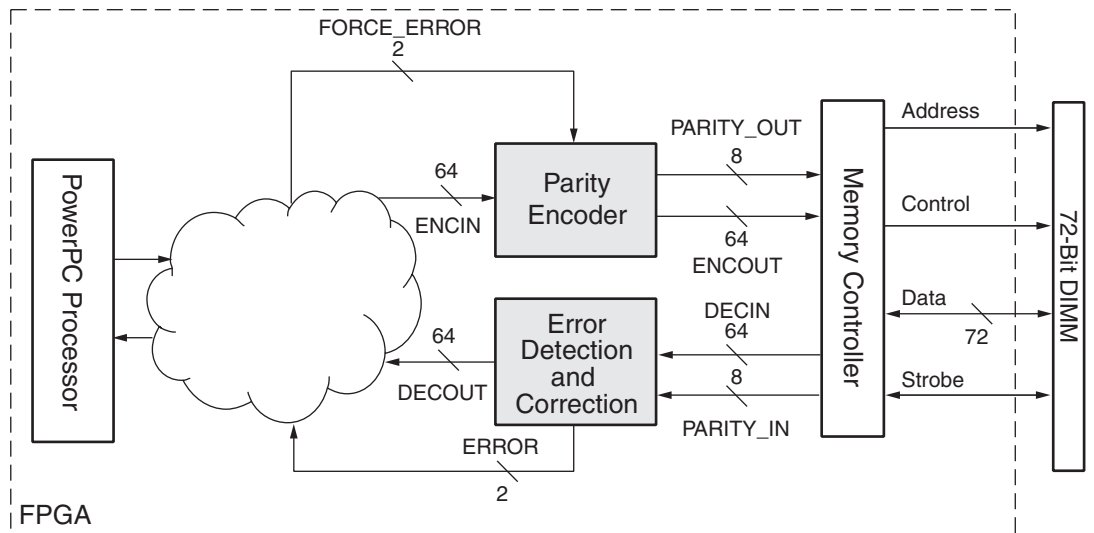 FORCE_ERROR
2
PowerPC Processor
64
ENCIN
Parity
Encoder
PARITY_OUT
8
64
ENCOUT
Memory Controller
Address
Control
Data
72
Strobe
72-Bit DIMM
DECIN
64
8
PARITY_IN
Error
Detection
and
Correction
64
DECOUT
ERROR
2
FPGA